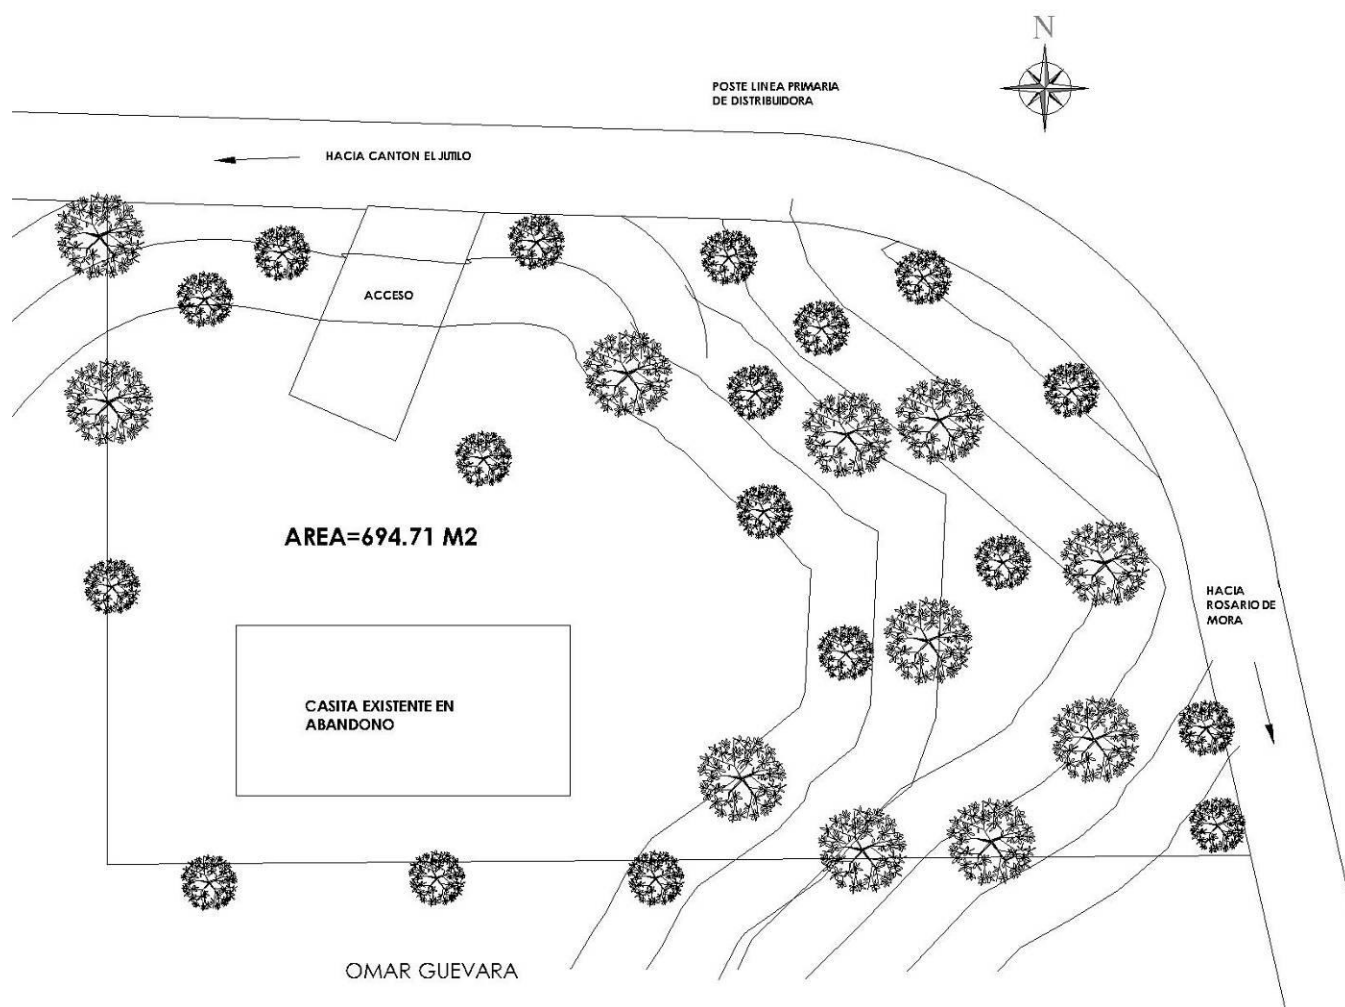 N
POSTE LINEA PRIMARIA
DE DISTRIBUIDORA
HACIA CANTON EL JUTILO
ACCESO
AREA=694.71 M2
HACIA
ROSARIO DE
MORA
CASITA EXISTENTE EN
ABANDONO
OMAR GUEVARA